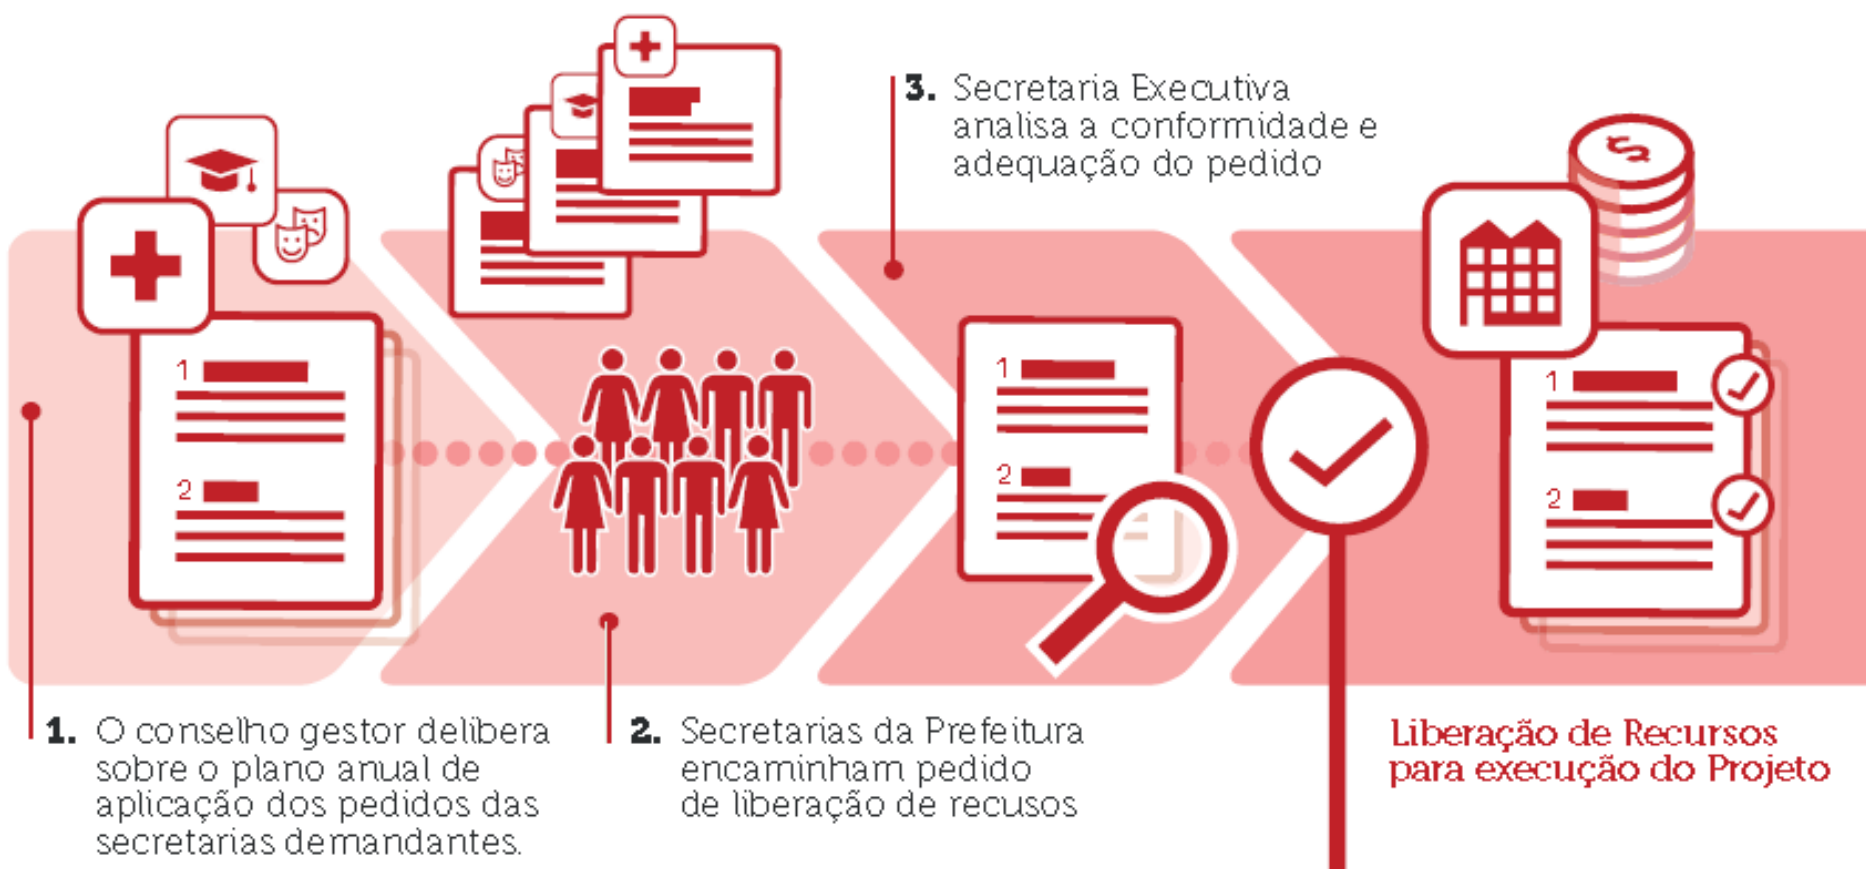 1. O conselho gestor delibera
sobre o plano anual de
aplicação dos pedidos das
secretarias demandantes.
2. Secretarias da Prefeitura
encaminham pedido
de liberação de recusos
3. Secretaria Executiva
analisa a conformidade e
adequação do pedido
Liberação de Recursos
para execução do Projeto
1
2
1
2
1
2
$